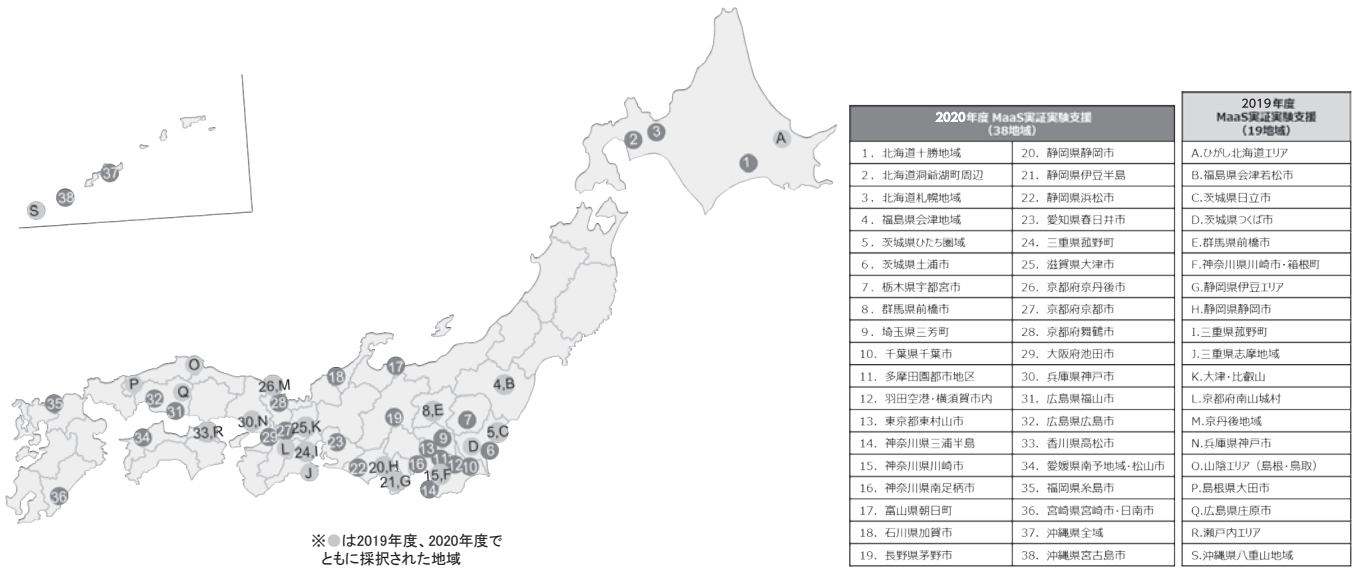 37
38
S
2
3
A
1
O
P
Q
32
31
35
34
33,R
36
26,M
28
30,N
27
25,K
29
L
24,I
J
18
17
19
23
22
20,H
21,G
4,B
8,E
7
5,C
9
D
6
13
11
16
12
10
15,F
14
※●は2019年度、2020年度で
ともに採択された地域
2020年度 MaaS実証実験支援
(38地域)
1. 北海道十勝地域
2. 北海道洞爺湖町周辺
3. 北海道札幌地域
4. 福島県会津地域
5. 茨城県ひたち圏域
6. 茨城県土浦市
7. 栃木県宇都宮市
8. 群馬県前橋市
9. 埼玉県三芳町
10. 千葉県千葉市
11. 多摩田園都市地区
12. 羽田空港・横須賀市内
13. 東京都東村山市
14. 神奈川県三浦半島
15. 神奈川県川崎市
16. 神奈川県南足柄市
17. 富山県朝日町
18. 石川県加賀市
19. 長野県茅野市
20. 静岡県静岡市
21. 静岡県伊豆半島
22. 静岡県浜松市
23. 愛知県春日井市
24. 三重県菰野町
25. 滋賀県大津市
26. 京都府京丹後市
27. 京都府京都市
28. 京都府舞鶴市
29. 大阪府池田市
30. 兵庫県神戸市
31. 広島県福山市
32. 広島県広島市
33. 香川県高松市
34. 愛媛県南予地域・松山市
35. 福岡県糸島市
36. 宮崎県宮崎市・日南市
37. 沖縄県全域
38. 沖縄県宮古島市
2019年度
MaaS実証実験支援
(19地域)
A.ひがし北海道エリア
B.福島県会津若松市
C.茨城県日立市
D.茨城県つくば市
E.群馬県前橋市
F.神奈川県川崎市・箱根町
G.静岡県伊豆エリア
H.静岡県静岡市
I.三重県菰野町
J.三重県志摩地域
K.大津・比叡山
L.京都府南山城村
M.京丹後地域
N.兵庫県神戸市
O.山陰エリア(島根・鳥取)
P.島根県大田市
Q.広島県庄原市
R.瀬戸内エリア
S.沖縄県八重山地域